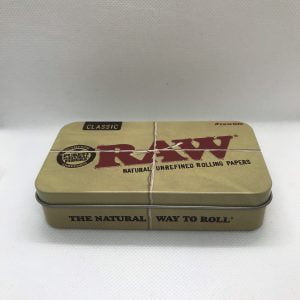 CLASSIC
RAW
NATURAL UNREFINED ROLLING PAPERS
THE NATURAL WAY TO ROLL